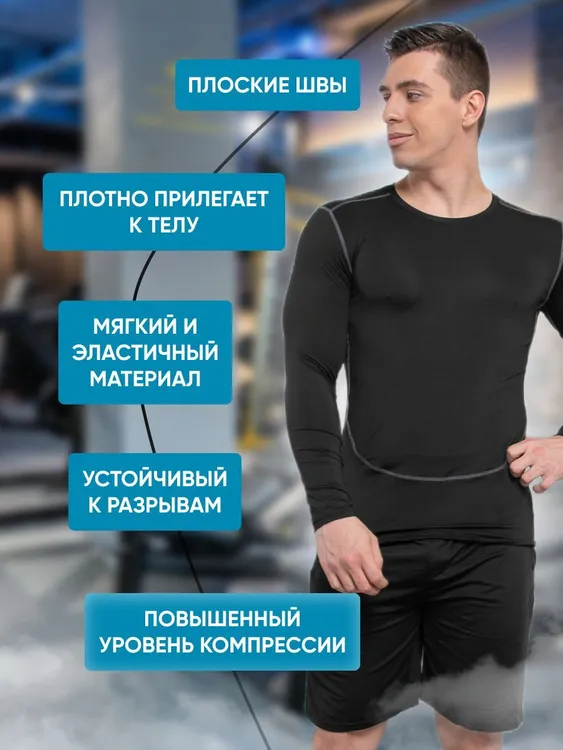 ПЛОСКИЕ ШВЫ
ПЛОТНО ПРИЛЕГАЕТ
К ТЕЛУ
МЯГКИЙ И
ЭЛАСТИЧНЫЙ
МАТЕРИАЛ
УСТОЙЧИВЫЙ
К РАЗРЫВАМ
ПОВЫШЕННЫЙ
УРОВЕНЬ КОМПРЕССИИ